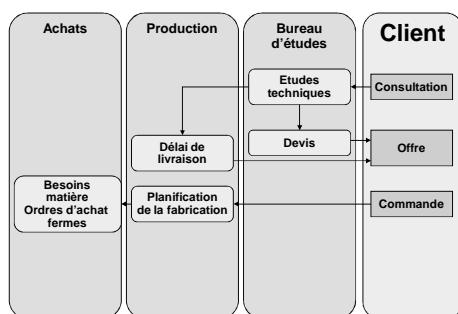 Achats
Production
Bureau
d'études
Client
Etudes
techniques
Consultation
Délai de
livraison
Devis
Offre
Besoins
matière
Ordres d'achat
fermes
Planification
de la fabrication
Commande